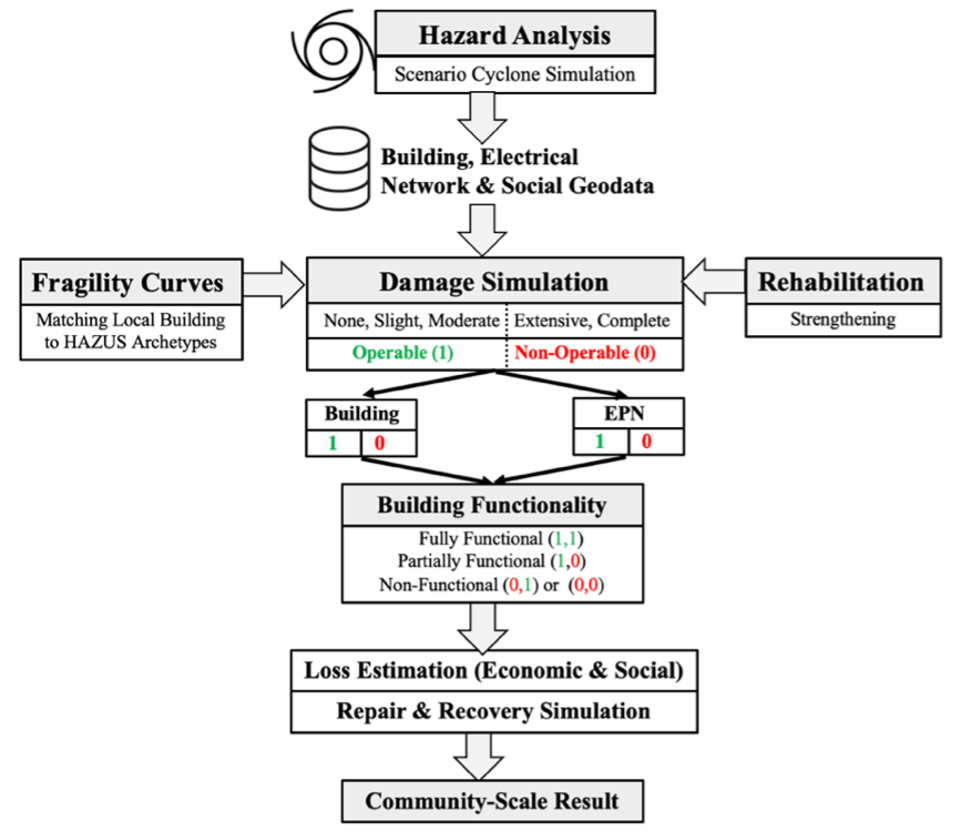 Hazard Analysis
Scenario Cyclone Simulation
Building, Electrical
Network & Social Geodata
Fragility Curves
Matching Local Building
to HAZUS Archetypes
Damage Simulation
None, Slight, Moderate
Extensive, Complete
Operable (1)
Non-Operable (0)
Rehabilitation
Strengthening
Building
1
0
EPN
1
0
Building Functionality
Fully Functional (1,1)
Partially Functional (1,0)
Non-Functional (0,1) or (0,0)
Loss Estimation (Economic & Social)
Repair & Recovery Simulation
Community-Scale Result